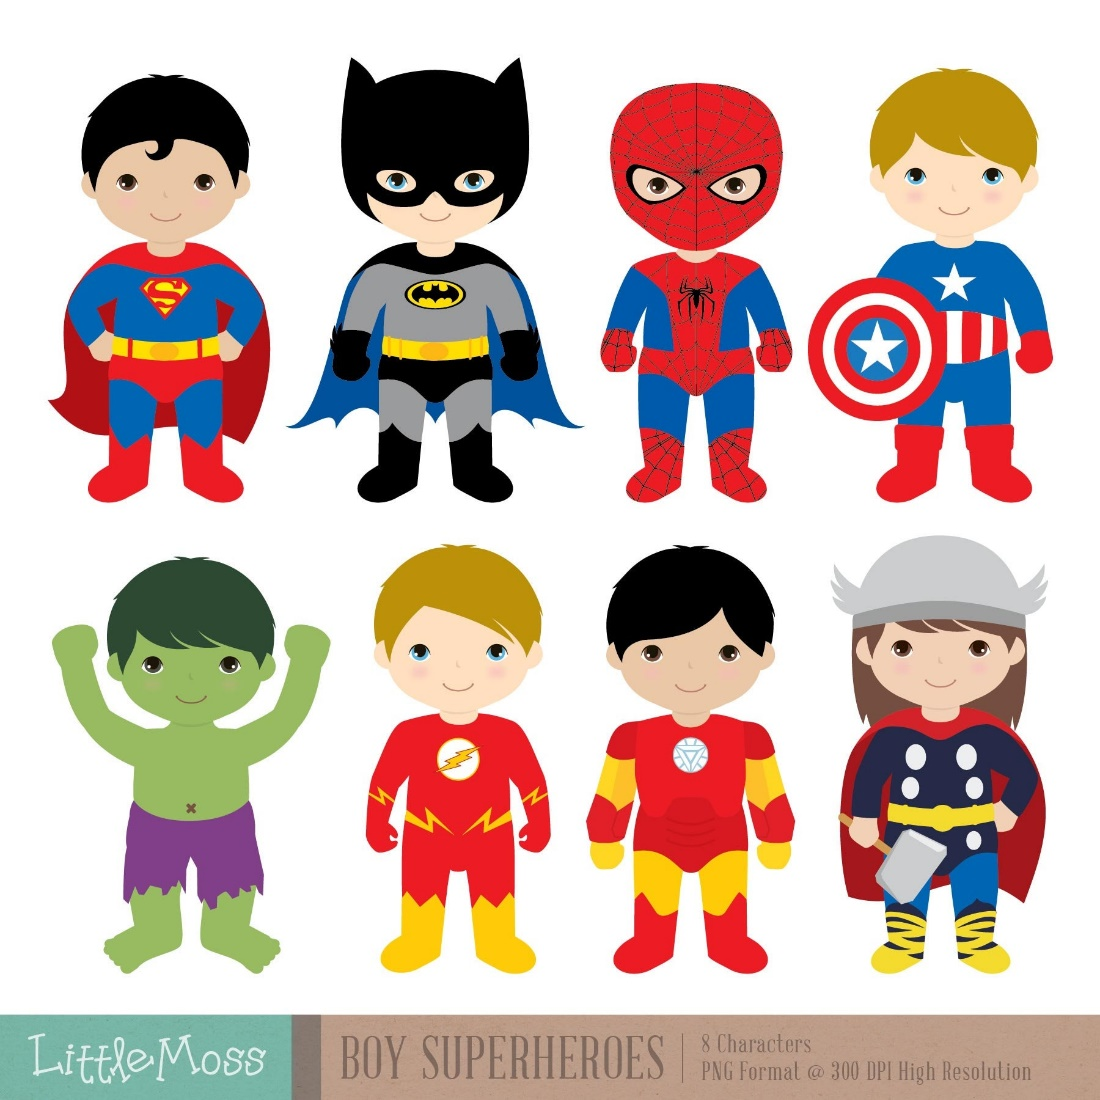 LittleMoss
BOY SUPERHEROES
8 Characters
PNG Format @ 300 DPI High Resolution